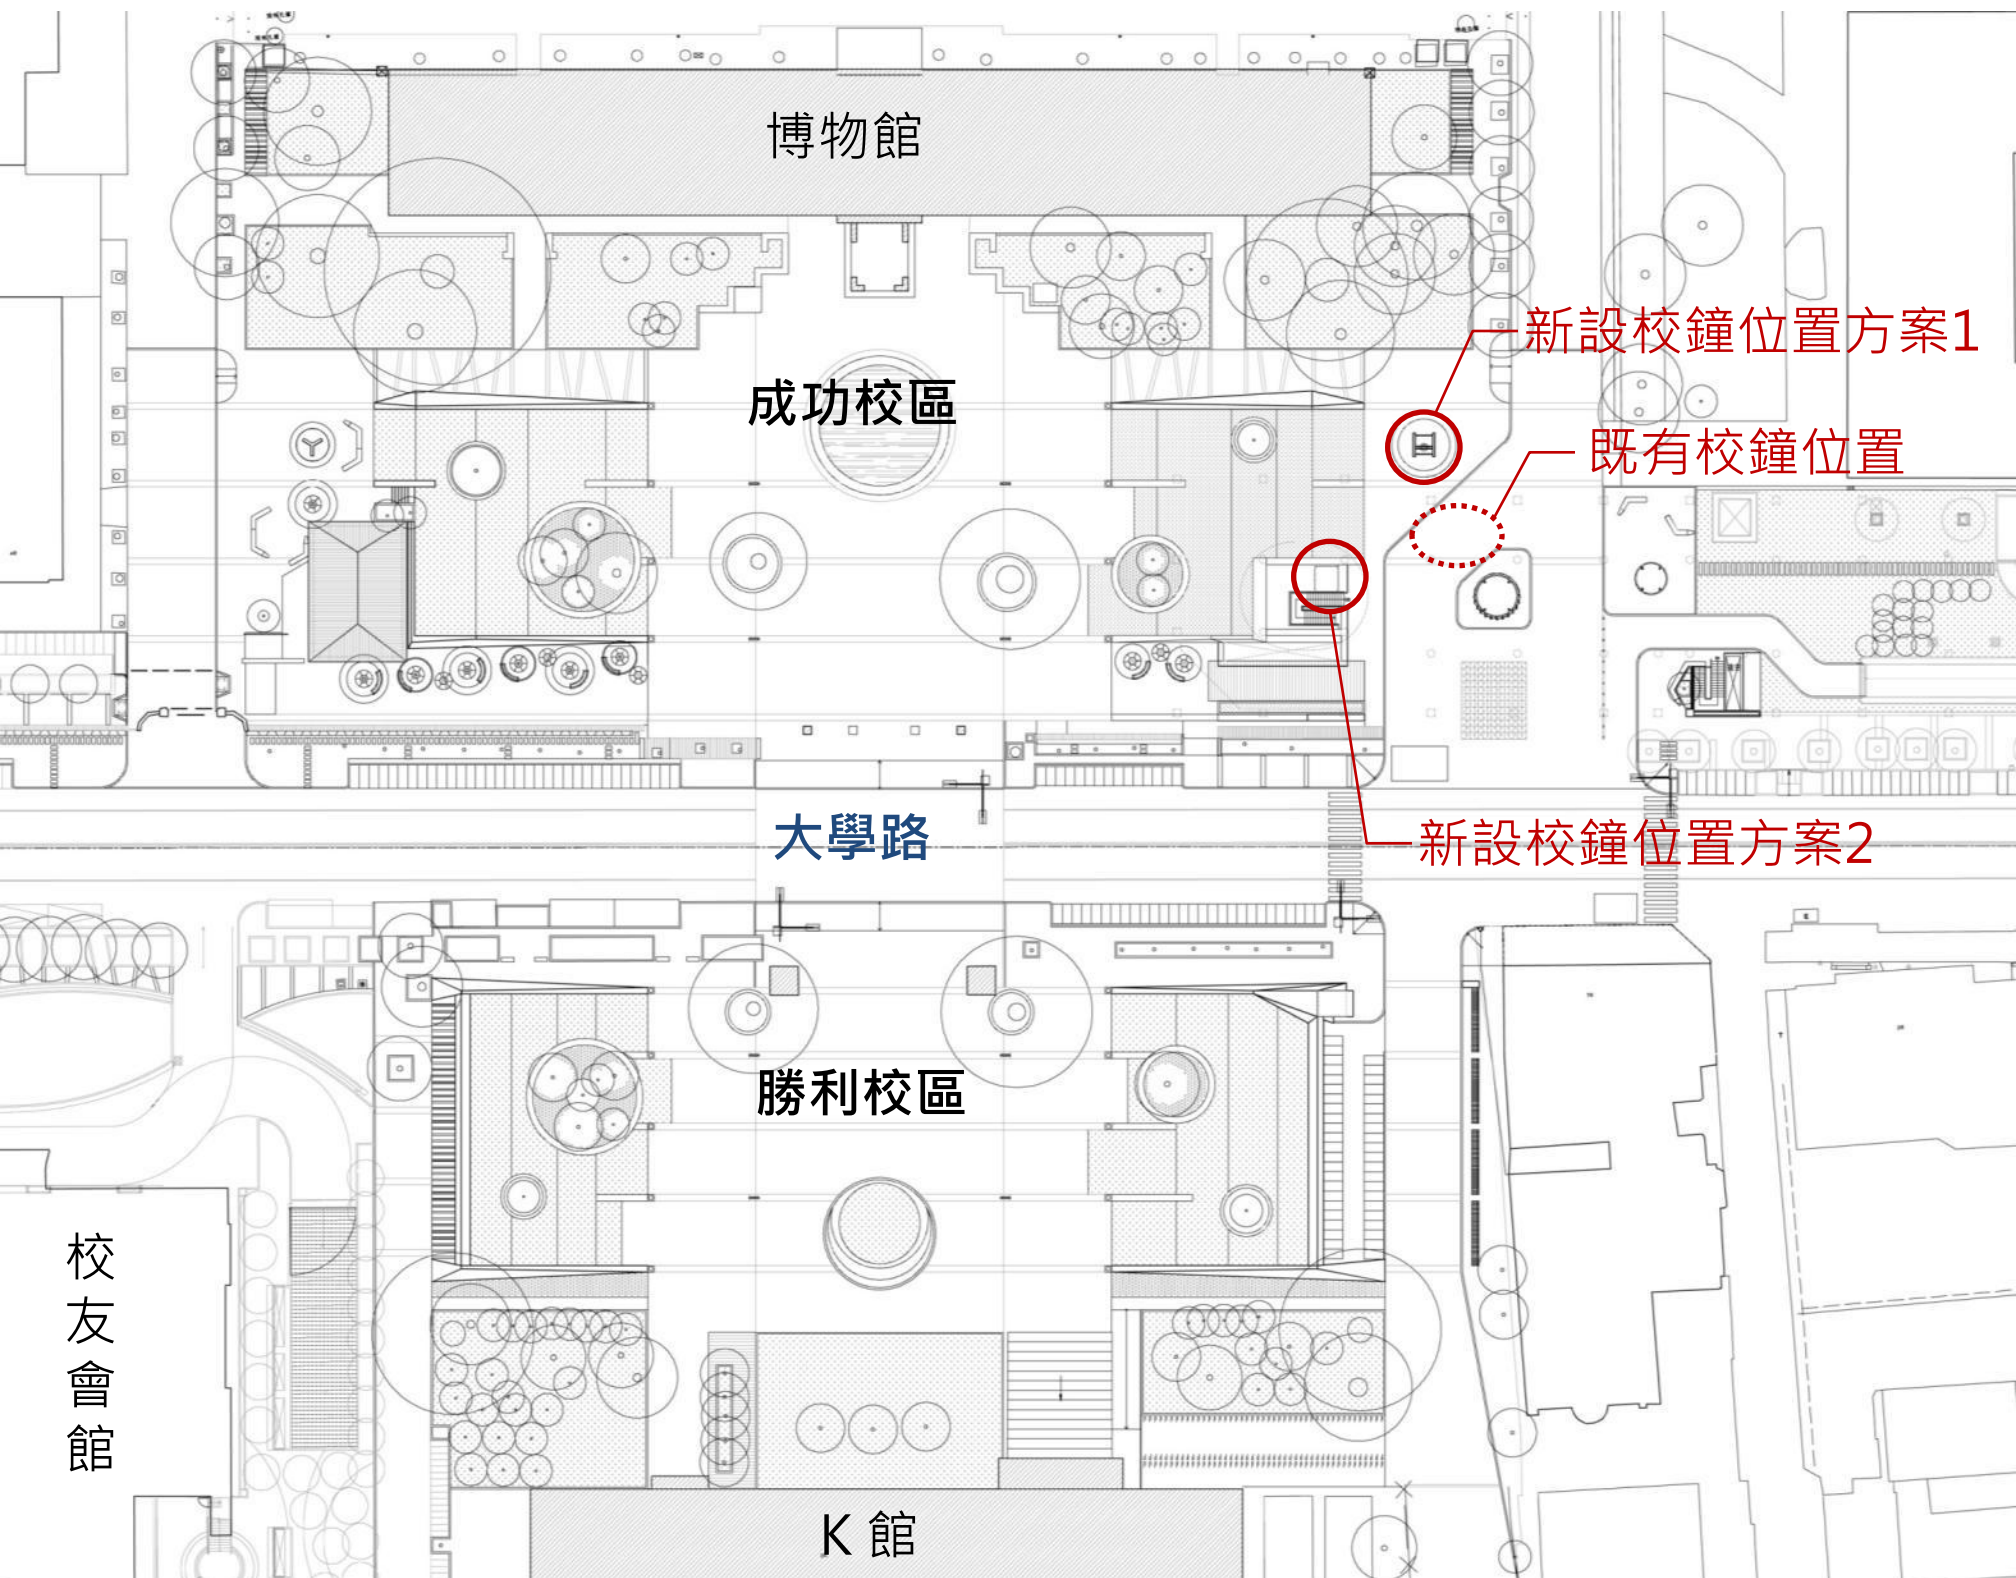 博物館
新設校鐘位置方案1
成功校區
既有校鐘位置
大學路
新設校鐘位置方案2
勝利校區
校友會館
K 館